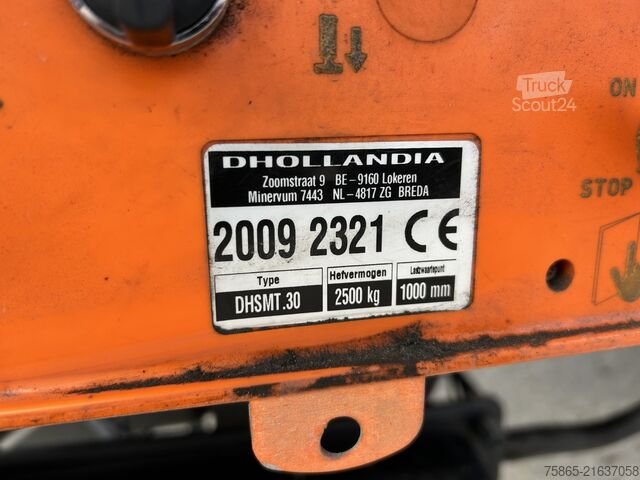 Truck
Scout24
ON
STOP
DHOLLANDIA
Zoomstraat 9 BE-9160 Lokeren
Minervum 7443 NL-4817 ZG BREDA
2009 2321 CE
Type Hefvermogen Lastzwaartepunt
DHSMT.30 2500 kg 1000 mm
75865-21637058